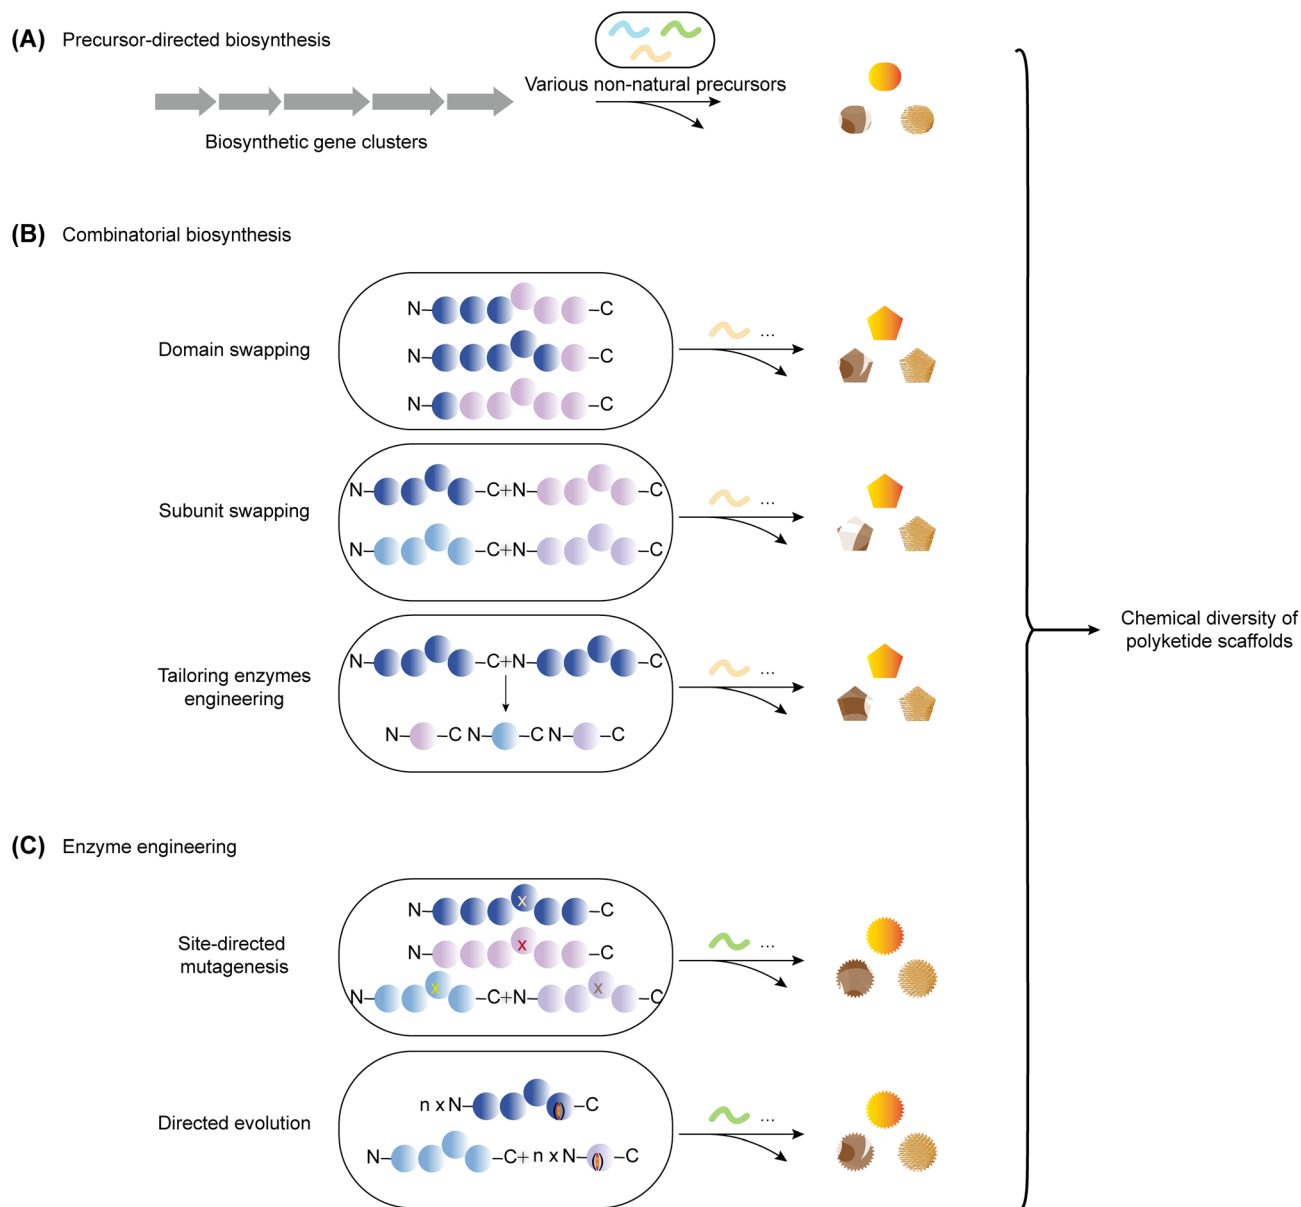 (A) Precursor-directed biosynthesis
Various non-natural precursors
Biosynthetic gene clusters
(B) Combinatorial biosynthesis
N C
N C
N C
Domain swapping
...
N C+N C
N C+N C
Subunit swapping
...
N C+N C
Tailoring enzymes
engineering
...
N C N C N C
Chemical diversity of
polyketide scaffolds
(C) Enzyme engineering
N x C
N x C
N x C+N x C
Site-directed
mutagenesis
...
n x N () C
N C+ n x N () C
Directed evolution
...